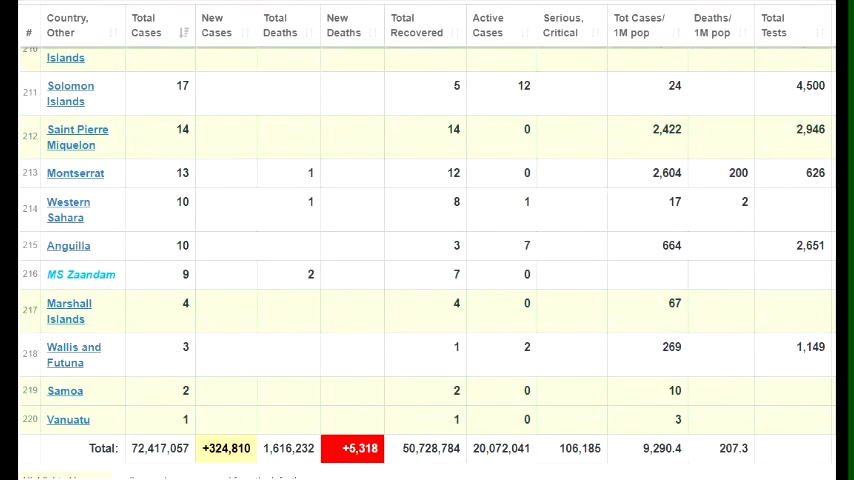 # Country, Other Total Cases New Cases Total Deaths New Deaths Total Recovered Active Cases Serious, Critical Tot Cases/ 1M pop Deaths/ 1M pop Total Tests
210 Islands
211 Solomon Islands 17 5 12 24 4,500
212 Saint Pierre Miquelon 14 14 0 2,422 2,946
213 Montserrat 13 1 12 0 2,604 200 626
214 Western Sahara 10 1 8 1 17 2
215 Anguilla 10 3 7 664 2,651
216 MS Zaandam 9 2 7 0
217 Marshall Islands 4 4 0 67
218 Wallis and Futuna 3 1 2 269 1,149
219 Samoa 2 2 0 10
220 Vanuatu 1 1 0 3
Total: 72,417,057 +324,810 1,616,232 +5,318 50,728,784 20,072,041 106,185 9,290.4 207.3